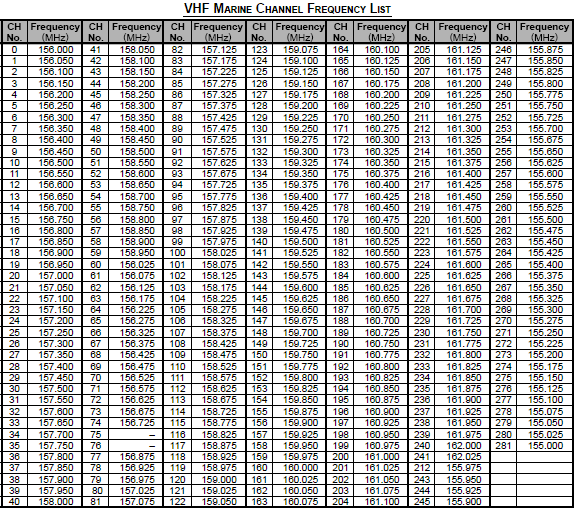 VHF MARINE CHANNEL FREQUENCY LIST
CH No. Frequency (MHz) CH No. Frequency (MHz) CH No. Frequency (MHz) CH No. Frequency (MHz) CH No. Frequency (MHz) CH No. Frequency (MHz) CH No. Frequency (MHz)
0 156.000 41 158.050 82 157.125 123 159.075 164 160.100 205 161.125 246 155.875
1 156.050 42 158.100 83 157.175 124 159.100 165 160.125 206 161.150 247 155.850
2 156.100 43 158.150 84 157.225 125 159.125 166 160.150 207 161.175 248 155.825
3 156.150 44 158.200 85 157.275 126 159.150 167 160.175 208 161.200 249 155.800
4 156.200 45 158.250 86 157.325 127 159.175 168 160.200 209 161.225 250 155.775
5 156.250 46 158.300 87 157.375 128 159.200 169 160.225 210 161.250 251 155.750
6 156.300 47 158.350 88 157.425 129 159.225 170 160.250 211 161.275 252 155.725
7 156.350 48 158.400 89 157.475 130 159.250 171 160.275 212 161.300 253 155.700
8 156.400 49 158.450 90 157.525 131 159.275 172 160.300 213 161.325 254 155.675
9 156.450 50 158.500 91 157.575 132 159.300 173 160.325 214 161.350 255 155.650
10 156.500 51 158.550 92 157.625 133 159.325 174 160.350 215 161.375 256 155.625
11 156.550 52 158.600 93 157.675 134 159.350 175 160.375 216 161.400 257 155.600
12 156.600 53 158.650 94 157.725 135 159.375 176 160.400 217 161.425 258 155.575
13 156.650 54 158.700 95 157.775 136 159.400 177 160.425 218 161.450 259 155.550
14 156.700 55 158.750 96 157.825 137 159.425 178 160.450 219 161.475 260 155.525
15 156.750 56 158.800 97 157.875 138 159.450 179 160.475 220 161.500 261 155.500
16 156.800 57 158.850 98 157.925 139 159.475 180 160.500 221 161.525 262 155.475
17 156.850 58 158.900 99 157.975 140 159.500 181 160.525 222 161.550 263 155.450
18 156.900 59 158.950 100 158.025 141 159.525 182 160.550 223 161.575 264 155.425
19 156.950 60 156.025 101 158.075 142 159.550 183 160.575 224 161.600 265 155.400
20 157.000 61 156.075 102 158.125 143 159.575 184 160.600 225 161.625 266 155.375
21 157.050 62 156.125 103 158.175 144 159.600 185 160.625 226 161.650 267 155.350
22 157.100 63 156.175 104 158.225 145 159.625 186 160.650 227 161.675 268 155.325
23 157.150 64 156.225 105 158.275 146 159.650 187 160.675 228 161.700 269 155.300
24 157.200 65 156.275 106 158.325 147 159.675 188 160.700 229 161.725 270 155.275
25 157.250 66 156.325 107 158.375 148 159.700 189 160.725 230 161.750 271 155.250
26 157.300 67 156.375 108 158.425 149 159.725 190 160.750 231 161.775 272 155.225
27 157.350 68 156.425 109 158.475 150 159.750 191 160.775 232 161.800 273 155.200
28 157.400 69 156.475 110 158.525 151 159.775 192 160.800 233 161.825 274 155.175
29 157.450 70 156.525 111 158.575 152 159.800 193 160.825 234 161.850 275 155.150
30 157.500 71 156.575 112 158.625 153 159.825 194 160.850 235 161.875 276 155.125
31 157.550 72 156.625 113 158.675 154 159.850 195 160.875 236 161.900 277 155.100
32 157.600 73 156.675 114 158.725 155 159.875 196 160.900 237 161.925 278 155.075
33 157.650 74 156.725 115 158.775 156 159.900 197 160.925 238 161.950 279 155.050
34 157.700 75 – 116 158.825 157 159.925 198 160.950 239 161.975 280 155.025
35 157.750 76 – 117 158.875 158 159.950 199 160.975 240 162.000 281 155.000
36 157.800 77 156.875 118 158.925 159 159.975 200 161.000 241 162.025
37 157.850 78 156.925 119 158.975 160 160.000 201 161.025 212 155.975
38 157.900 79 156.975 120 159.000 161 160.025 202 161.050 243 155.950
39 157.950 80 157.025 121 159.025 162 160.050 203 161.075 244 155.925
40 158.000 81 157.075 122 159.050 163 160.075 204 161.100 245 155.900